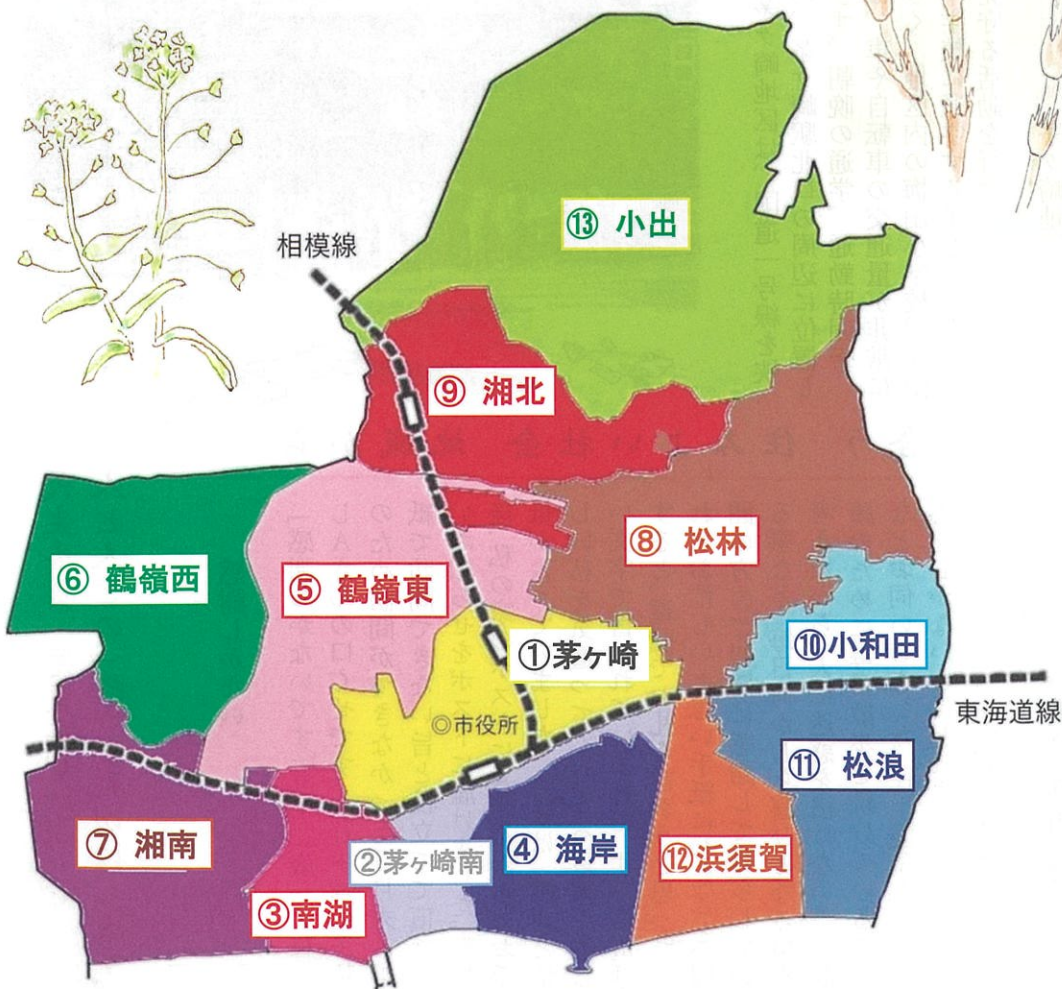 ⑬ 小出
相模線
⑨ 湘北
⑧ 松林
⑥ 鶴嶺西
⑤ 鶴嶺東
①茅ヶ崎
⑩小和田
◎市役所
東海道線
⑪ 松浪
⑦ 湘南
②茅ヶ崎南
④ 海岸
⑫浜須賀
③南湖